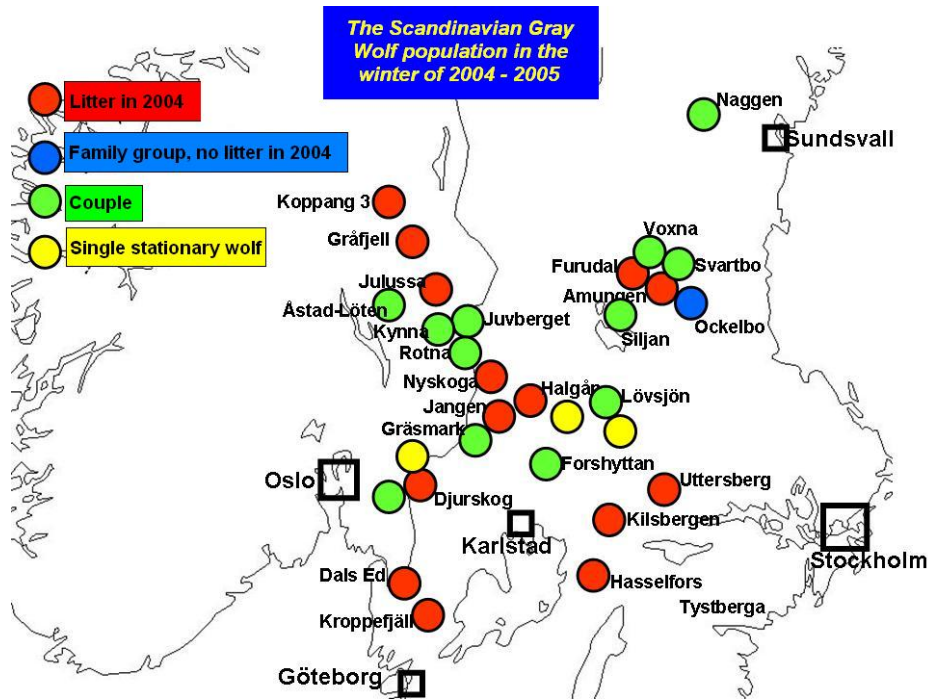 The Scandinavian Gray
Wolf population in the
winter of 2004 - 2005
Litter in 2004
Family group, no litter in 2004
Couple
Single stationary wolf
Naggen
Sundsvall
Koppang 3
Gråfjell
Voxna
Furudal
Svartbo
Julussa
Amungen
Åstad-Löten
Ockelbo
Kynna
Juvberget
Siljan
Rotna
Nyskoga
Halgån
Lövsjön
Jangen
Gräsmark
Forshyttan
Oslo
Uttersberg
Djurskog
Kilsbergen
Karlstad
Stockholm
Dals Ed
Hasselfors
Tystberga
Kroppefjäll
Göteborg